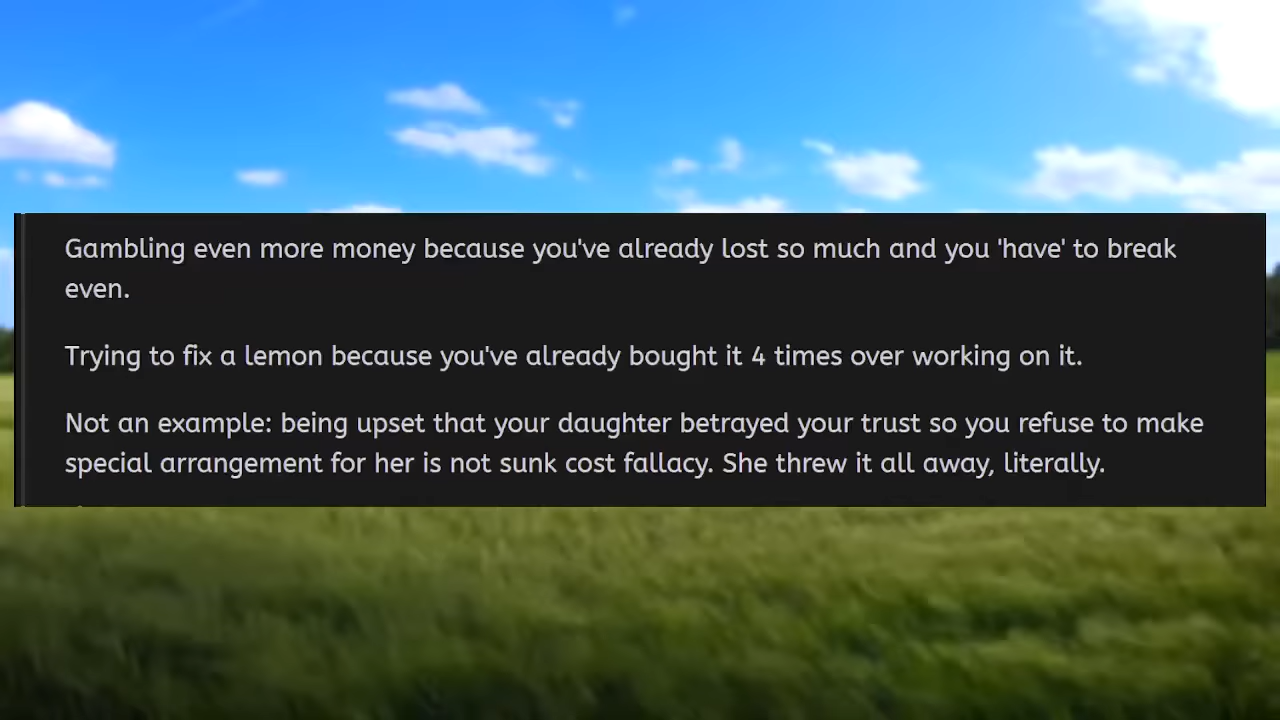 Gambling even more money because you've already lost so much and you 'have' to break
even.
Trying to fix a lemon because you've already bought it 4 times over working on it.
Not an example: being upset that your daughter betrayed your trust so you refuse to make
special arrangement for her is not sunk cost fallacy. She threw it all away, literally.